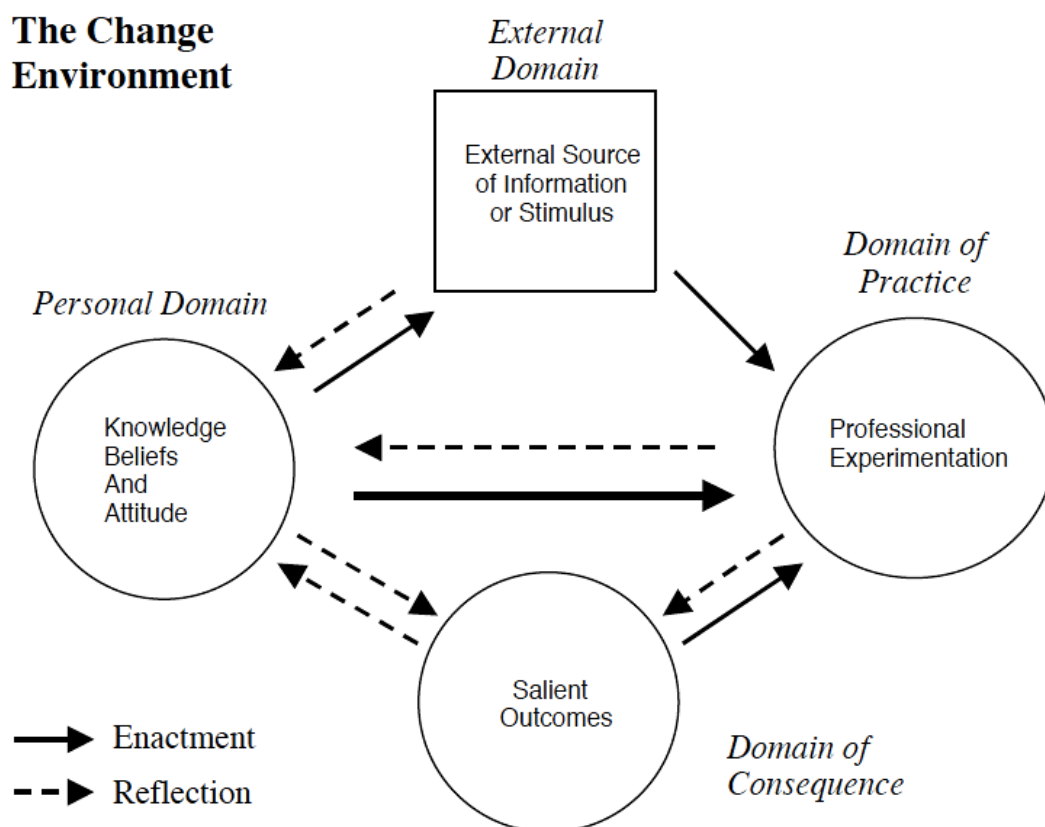 The Change
Environment
External
Domain
External Source
of Information
or Stimulus
Domain of
Practice
Personal Domain
Knowledge
Beliefs
And
Attitude
Professional
Experimentation
Salient
Outcomes
Domain of
Consequence
Enactment
Reflection